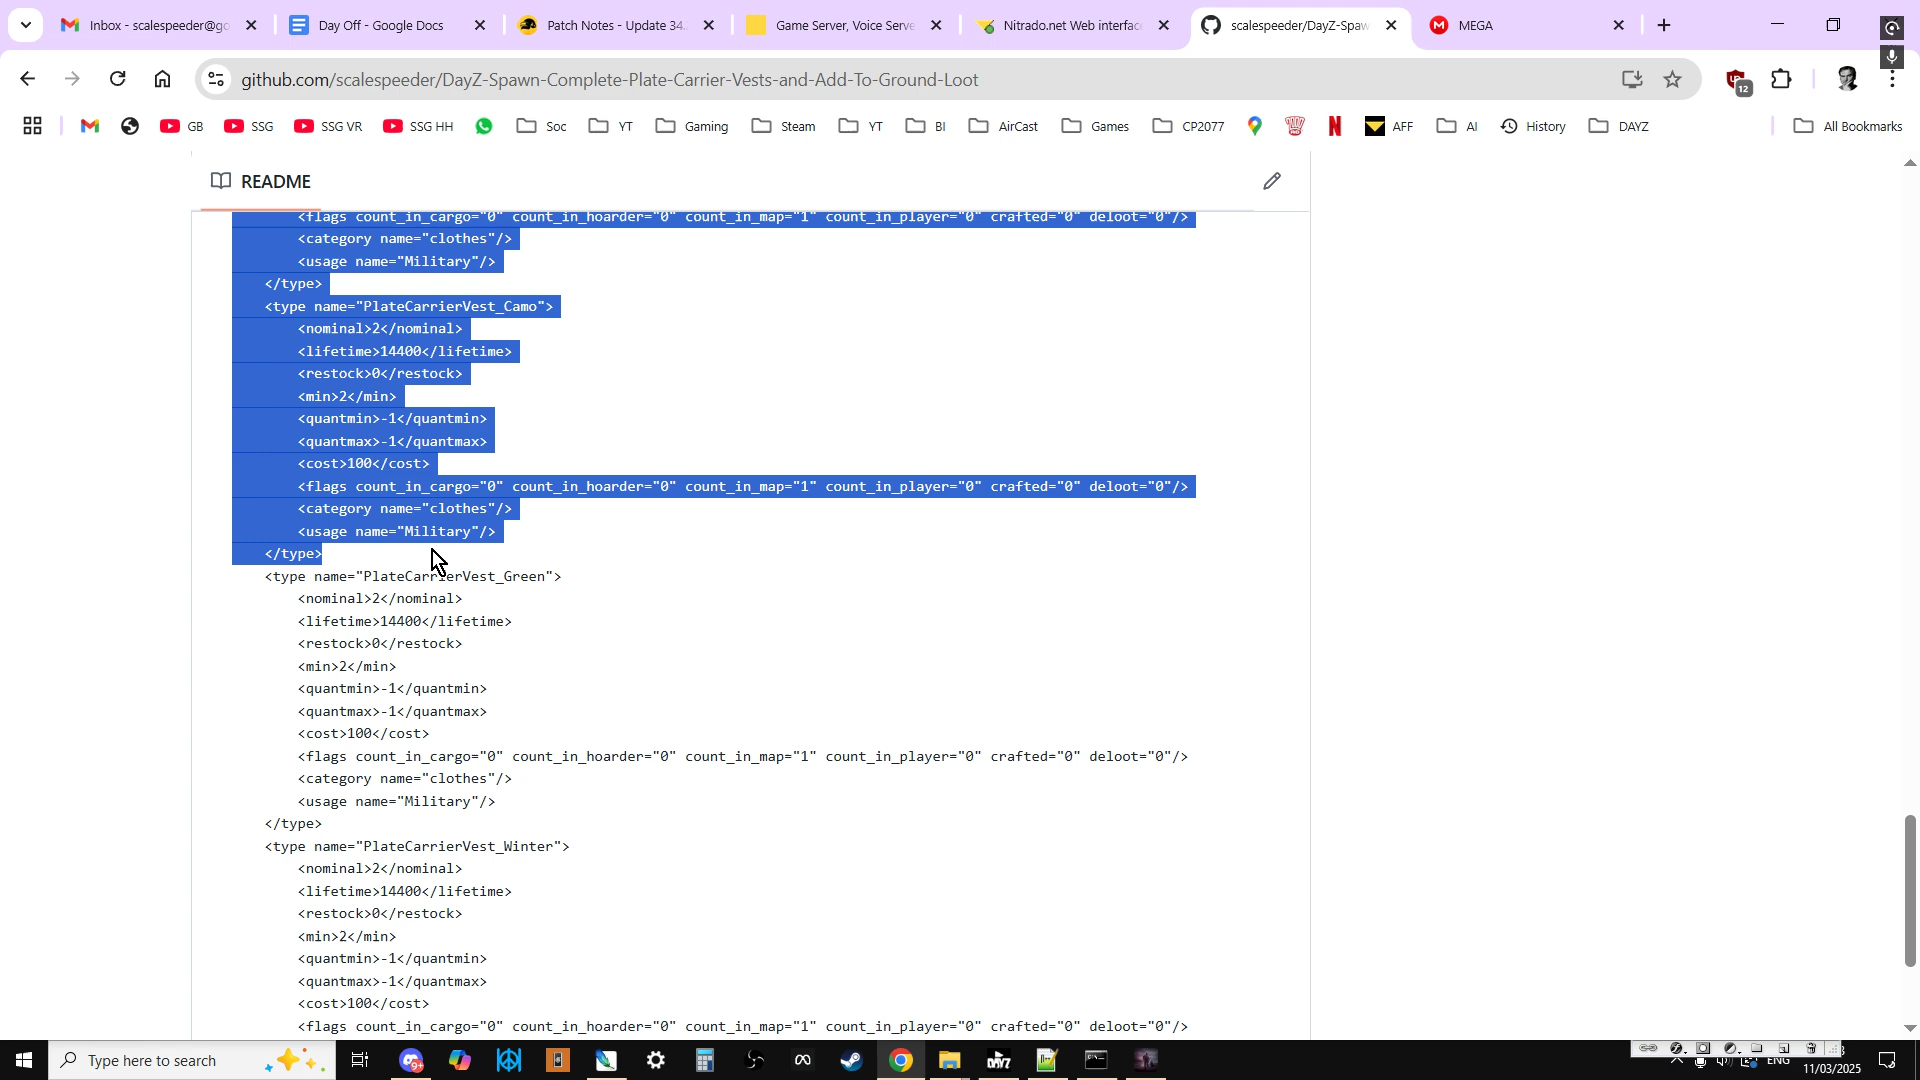 Inbox - scalespeeder@go
Day Off - Google Docs
Patch Notes - Update 34.
Game Server, Voice Serve
Nitrado.net Web interfac
scalespeeder/DayZ-Spaw
MEGA
github.com/scalespeeder/DayZ-Spawn-Complete-Plate-Carrier-Vests-and-Add-To-Ground-Loot
12
GB
SSG
SSG VR
SSG HH
Soc
YT
Gaming
Steam
YT
BI
AirCast
Games
CP2077
AFF
AI
History
DAYZ
All Bookmarks
README
<flags count_in_cargo="0" count_in_hoarder="0" count_in_map="1" count_in_player="0" crafted="0" deloot="0"/>
<category name="clothes"/>
<usage name="Military"/>
</type>
<type name="PlateCarrierVest_Camo">
<nominal>2</nominal>
<lifetime>14400</lifetime>
<restock>0</restock>
<min>2</min>
<quantmin>-1</quantmin>
<quantmax>-1</quantmax>
<cost>100</cost>
<flags count_in_cargo="0" count_in_hoarder="0" count_in_map="1" count_in_player="0" crafted="0" deloot="0"/>
<category name="clothes"/>
<usage name="Military"/>
</type>
<type name="PlateCarrierVest_Green">
<nominal>2</nominal>
<lifetime>14400</lifetime>
<restock>0</restock>
<min>2</min>
<quantmin>-1</quantmin>
<quantmax>-1</quantmax>
<cost>100</cost>
<flags count_in_cargo="0" count_in_hoarder="0" count_in_map="1" count_in_player="0" crafted="0" deloot="0"/>
<category name="clothes"/>
<usage name="Military"/>
</type>
<type name="PlateCarrierVest_Winter">
<nominal>2</nominal>
<lifetime>14400</lifetime>
<restock>0</restock>
<min>2</min>
<quantmin>-1</quantmin>
<quantmax>-1</quantmax>
<cost>100</cost>
<flags count_in_cargo="0" count_in_hoarder="0" count_in_map="1" count_in_player="0" crafted="0" deloot="0"/>
Type here to search
ENG
11/03/2025